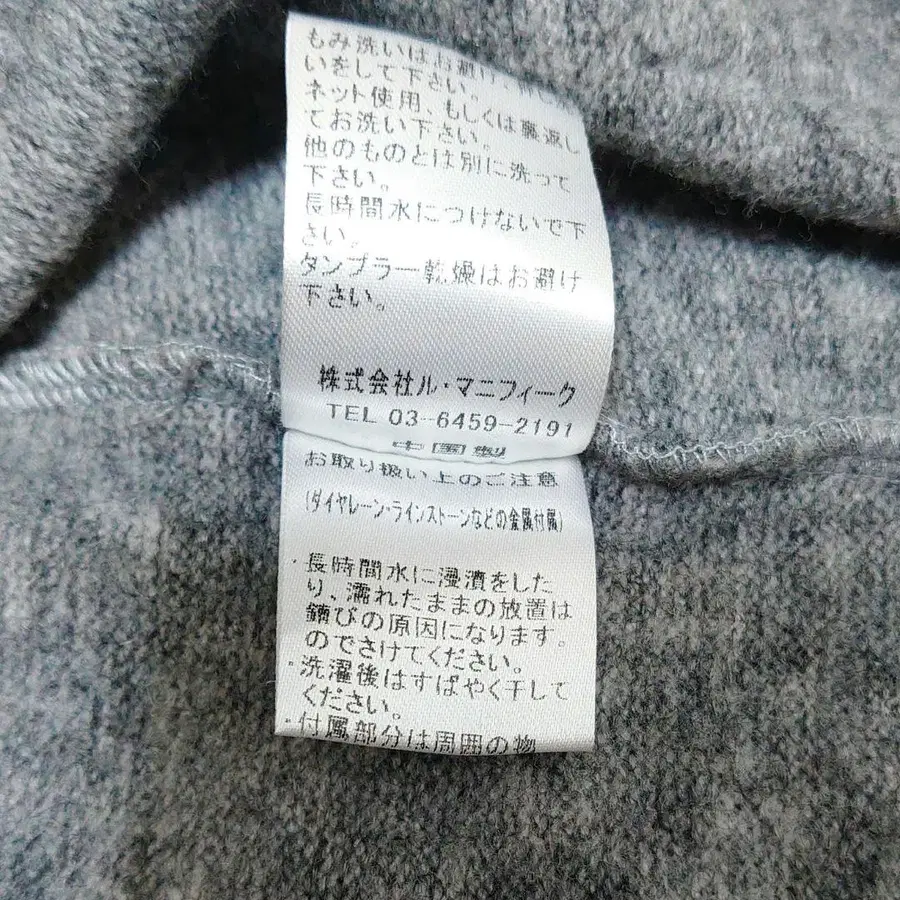 もみ洗いはお避け
いをして下さい。
ネット使用、もしくは裏返し
てお洗い下さい。
他のものとは別に洗って
下さい。
長時間水につけないで下
さい。
タンブラー乾燥はお避け
下さい。
株式会社ル・マニフィーク
TEL 03-6459-2191
中国製
お取り扱い上のご注意
(ダイヤレーン・ラインストーンなどの金属付属)
・長時間水に浸漬をした
り、濡れたままの放置は
錆びの原因になります。
のでさけてください。
・洗濯後はすばやく干して
ください。
・付属部分は周囲の物